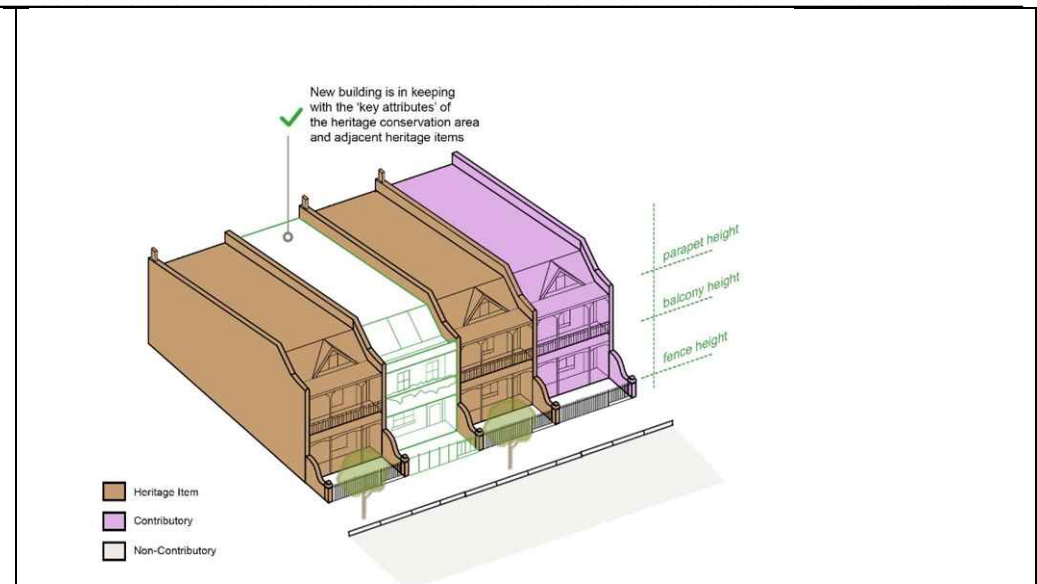 New building is in keeping
with the ‘key attributes’ of
the heritage conservation area
and adjacent heritage items
parapet height
balcony height
fence height
Heritage Item
Contributory
Non-Contributory